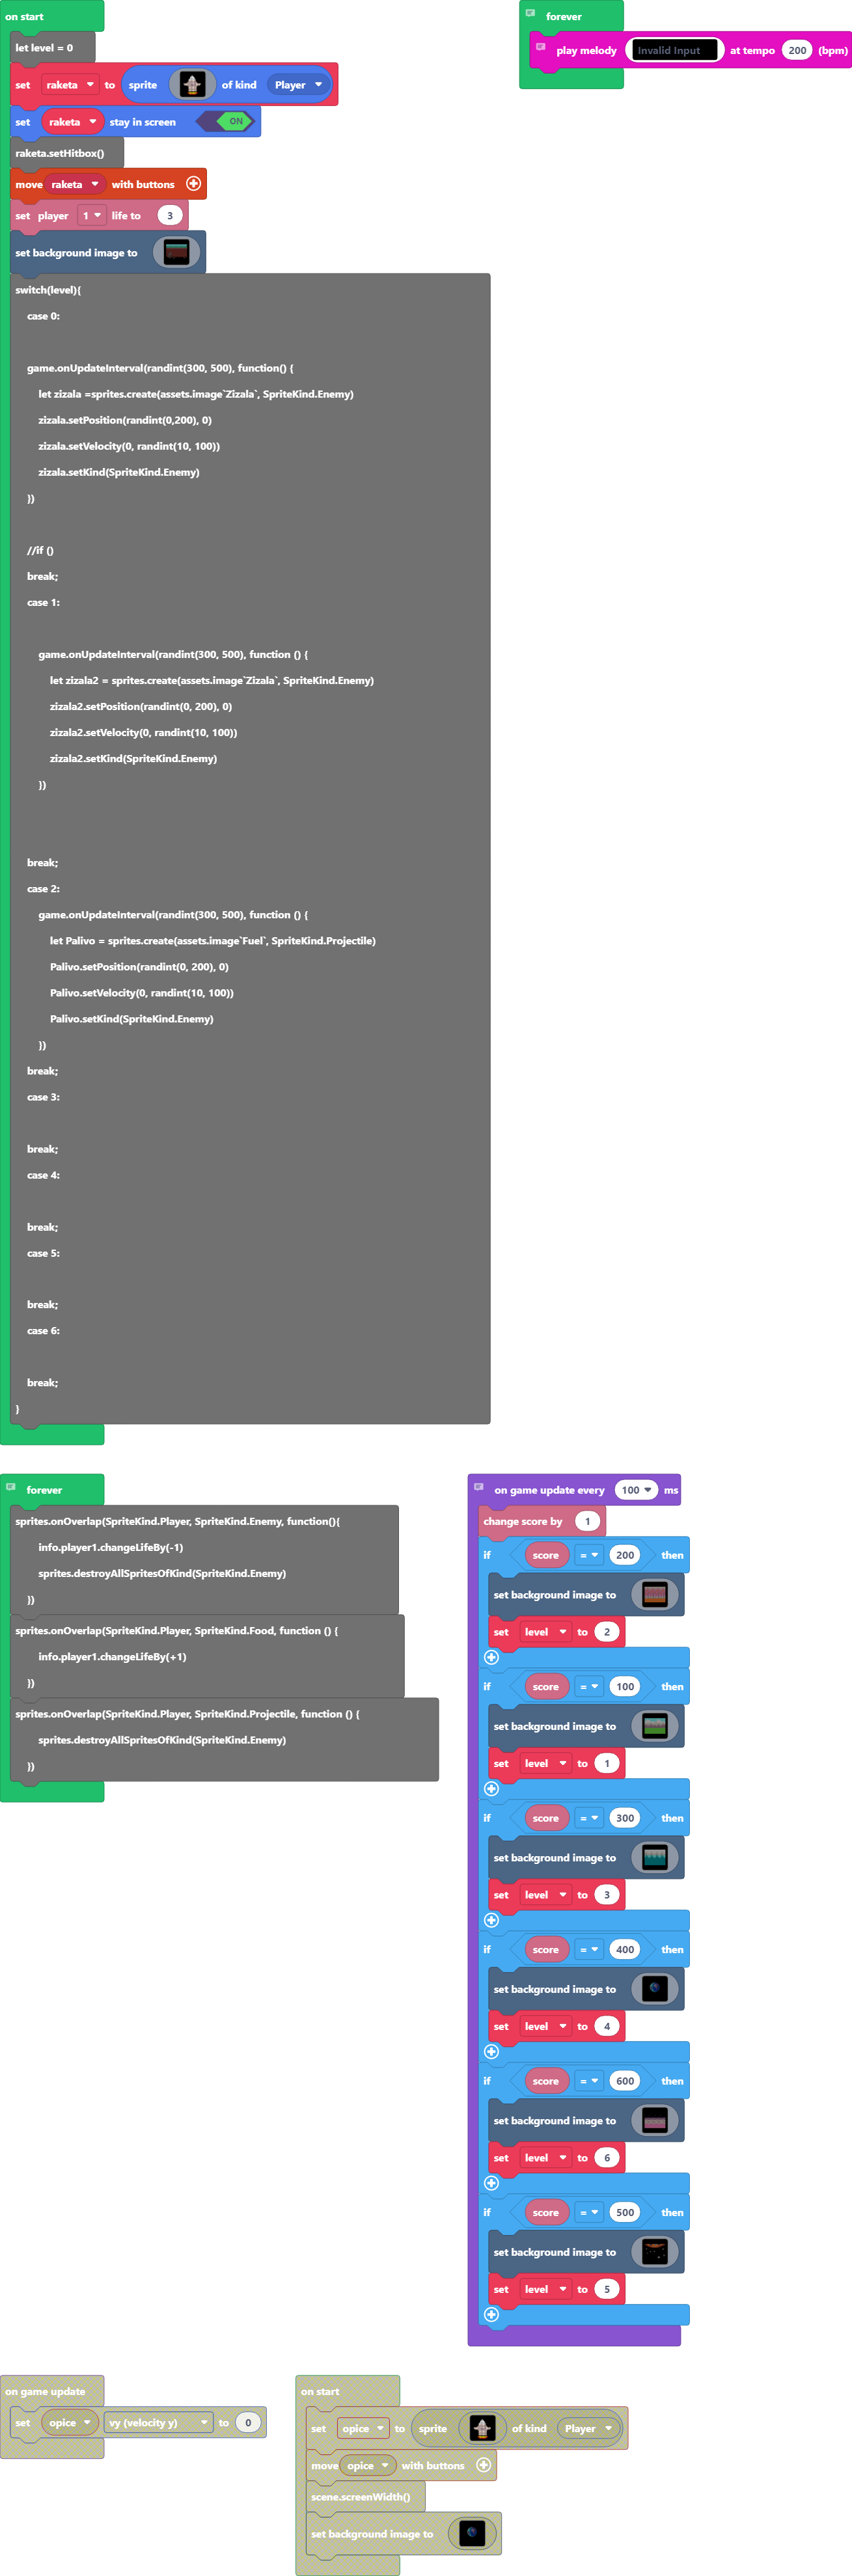 on start
let level = 0
set raketa to sprite of kind Player
set raketa stay in screen ON
raketa.setHitbox()
move raketa with buttons
set player 1 life to 3
set background image to
switch(level){
case 0:
game.onUpdateInterval(randint(300, 500), function() {
let zizala =sprites.create(assets.image`Zizala`, SpriteKind.Enemy)
zizala.setPosition(randint(0,200), 0)
zizala.setVelocity(0, randint(10, 100))
zizala.setKind(SpriteKind.Enemy)
})
//if ()
break;
case 1:
game.onUpdateInterval(randint(300, 500), function () {
let zizala2 = sprites.create(assets.image`Zizala`, SpriteKind.Enemy)
zizala2.setPosition(randint(0, 200), 0)
zizala2.setVelocity(0, randint(10, 100))
zizala2.setKind(SpriteKind.Enemy)
})
break;
case 2:
game.onUpdateInterval(randint(300, 500), function () {
let Palivo = sprites.create(assets.image`Fuel`, SpriteKind.Projectile)
Palivo.setPosition(randint(0, 200), 0)
Palivo.setVelocity(0, randint(10, 100))
Palivo.setKind(SpriteKind.Enemy)
})
break;
case 3:
break;
case 4:
break;
case 5:
break;
case 6:
break;
}
forever
play melody Invalid Input at tempo 200 (bpm)
forever
sprites.onOverlap(SpriteKind.Player, SpriteKind.Enemy, function(){
info.player1.changeLifeBy(-1)
sprites.destroyAllSpritesOfKind(SpriteKind.Enemy)
})
sprites.onOverlap(SpriteKind.Player, SpriteKind.Food, function () {
info.player1.changeLifeBy(+1)
})
sprites.onOverlap(SpriteKind.Player, SpriteKind.Projectile, function () {
sprites.destroyAllSpritesOfKind(SpriteKind.Enemy)
})
on game update every 100 ms
change score by 1
if score = 200 then
set background image to
set level to 2
if score = 100 then
set background image to
set level to 1
if score = 300 then
set background image to
set level to 3
if score = 400 then
set background image to
set level to 4
if score = 600 then
set background image to
set level to 6
if score = 500 then
set background image to
set level to 5
on game update
set opice vy (velocity y) to 0
on start
set opice to sprite of kind Player
move opice with buttons
scene.screenWidth()
set background image to